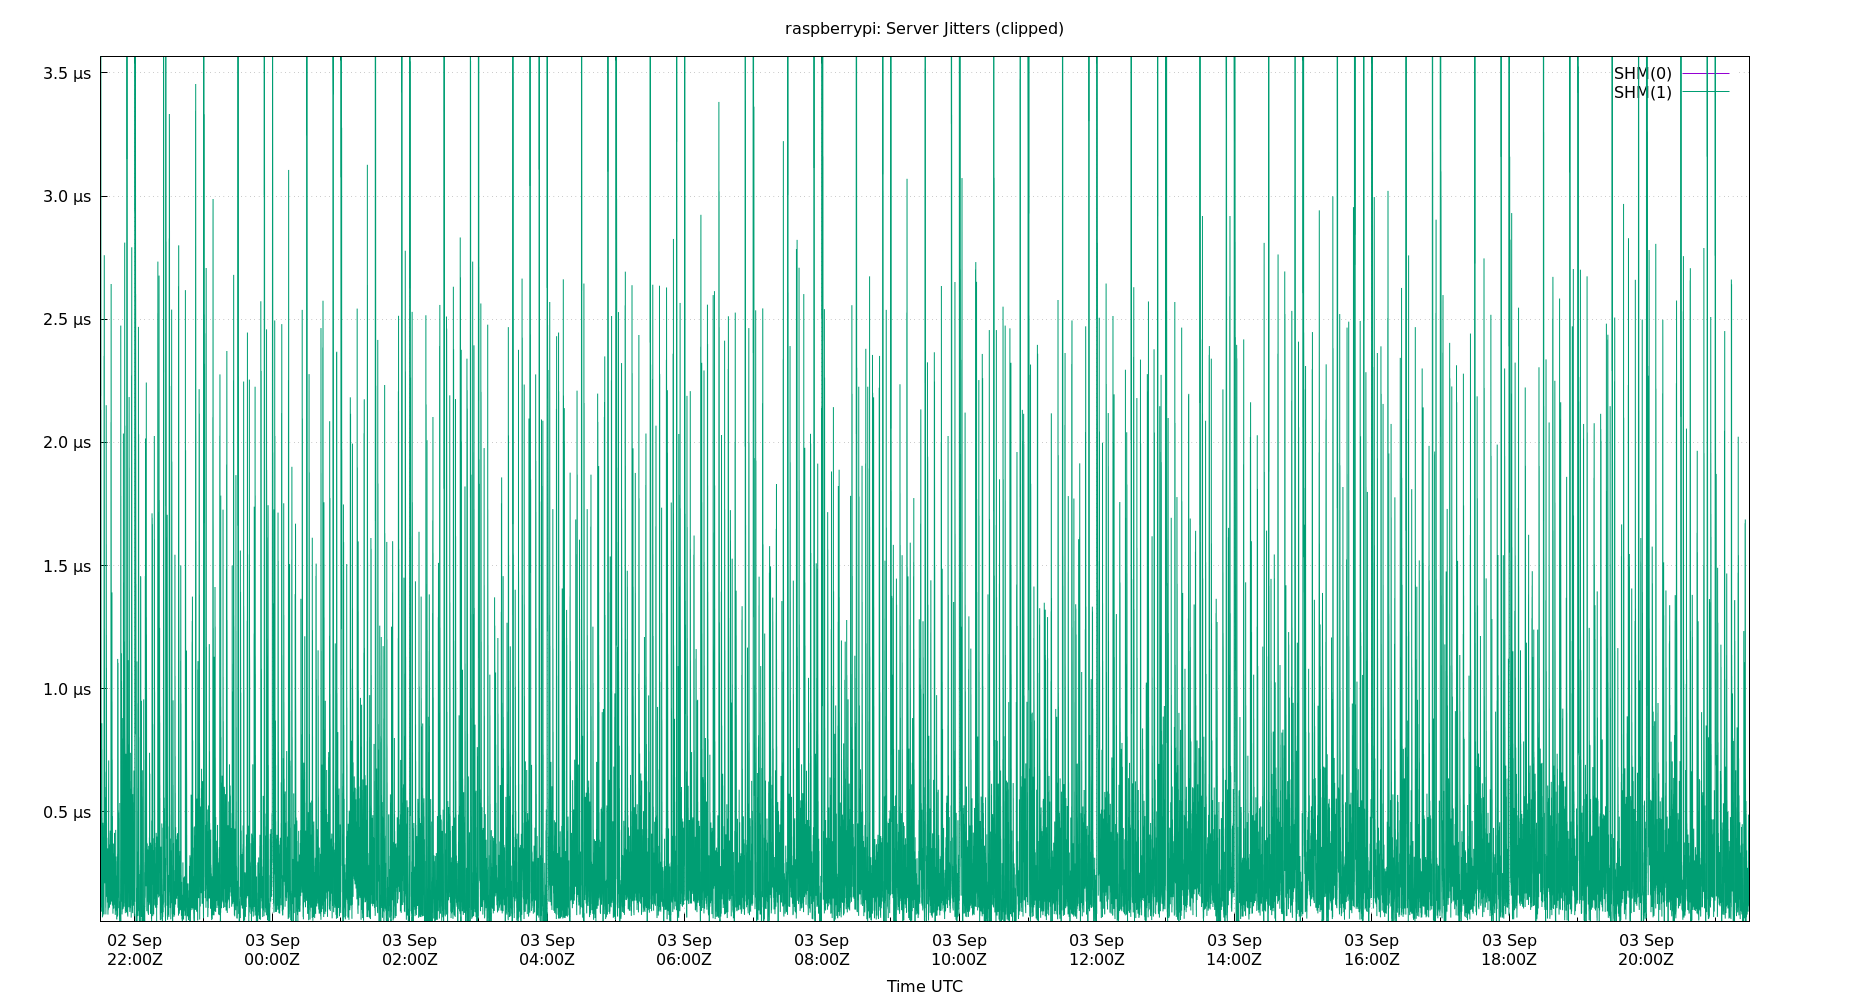 raspberrypi: Server Jitters (clipped)
3.5 µs
3.0 µs
2.5 µs
2.0 µs
1.5 µs
1.0 µs
0.5 µs
SHM(0)
SHM(1)
02 Sep 03 Sep 03 Sep 03 Sep 03 Sep 03 Sep 03 Sep 03 Sep 03 Sep 03 Sep 03 Sep 03 Sep
22:00Z 00:00Z 02:00Z 04:00Z 06:00Z 08:00Z 10:00Z 12:00Z 14:00Z 16:00Z 18:00Z 20:00Z
Time UTC